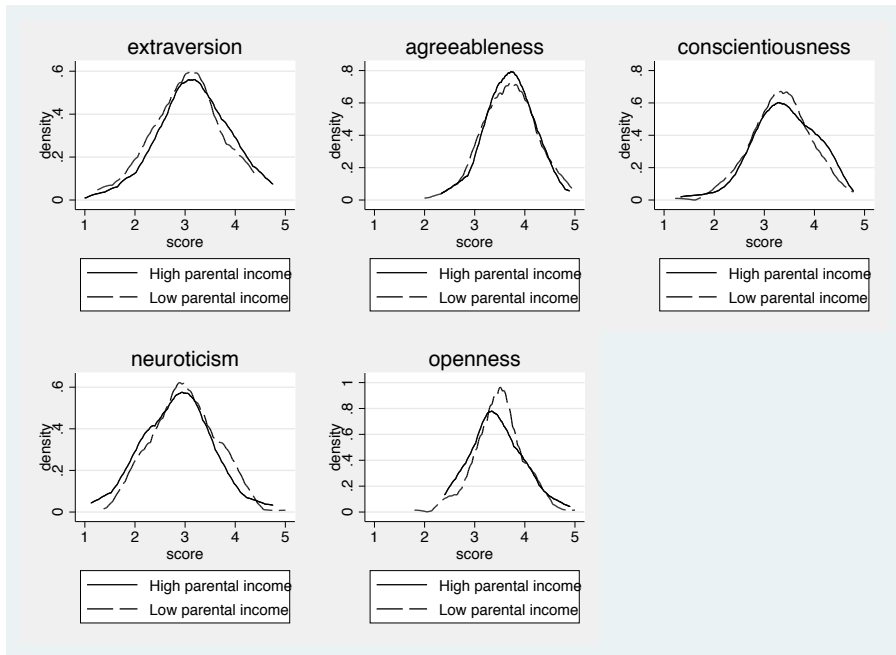 extraversion
density
0 .2 .4 .6
1 2 3 4 5
score
High parental income
Low parental income
agreeableness
density
0 .2 .4 .6 .8
1 2 3 4 5
score
High parental income
Low parental income
conscientiousness
density
0 .2 .4 .6 .8
1 2 3 4 5
score
High parental income
Low parental income
neuroticism
density
0 .2 .4 .6
1 2 3 4 5
score
High parental income
Low parental income
openness
density
0 .2 .4 .6 .8 1
1 2 3 4 5
score
High parental income
Low parental income